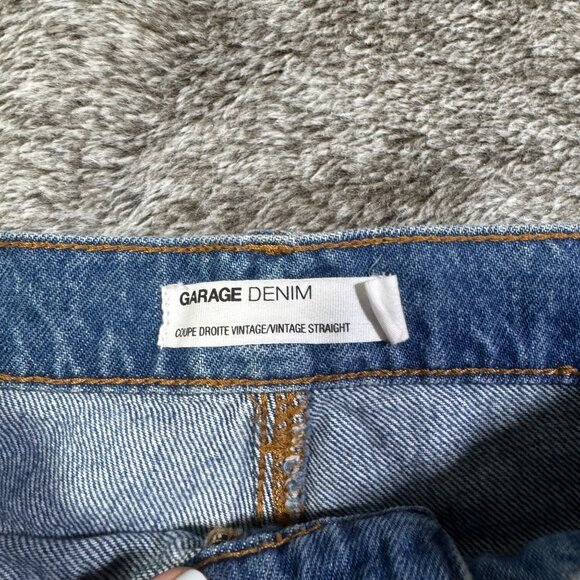 GARAGE DENIM
COUPE DROITE VINTAGE/VINTAGE STRAIGHT